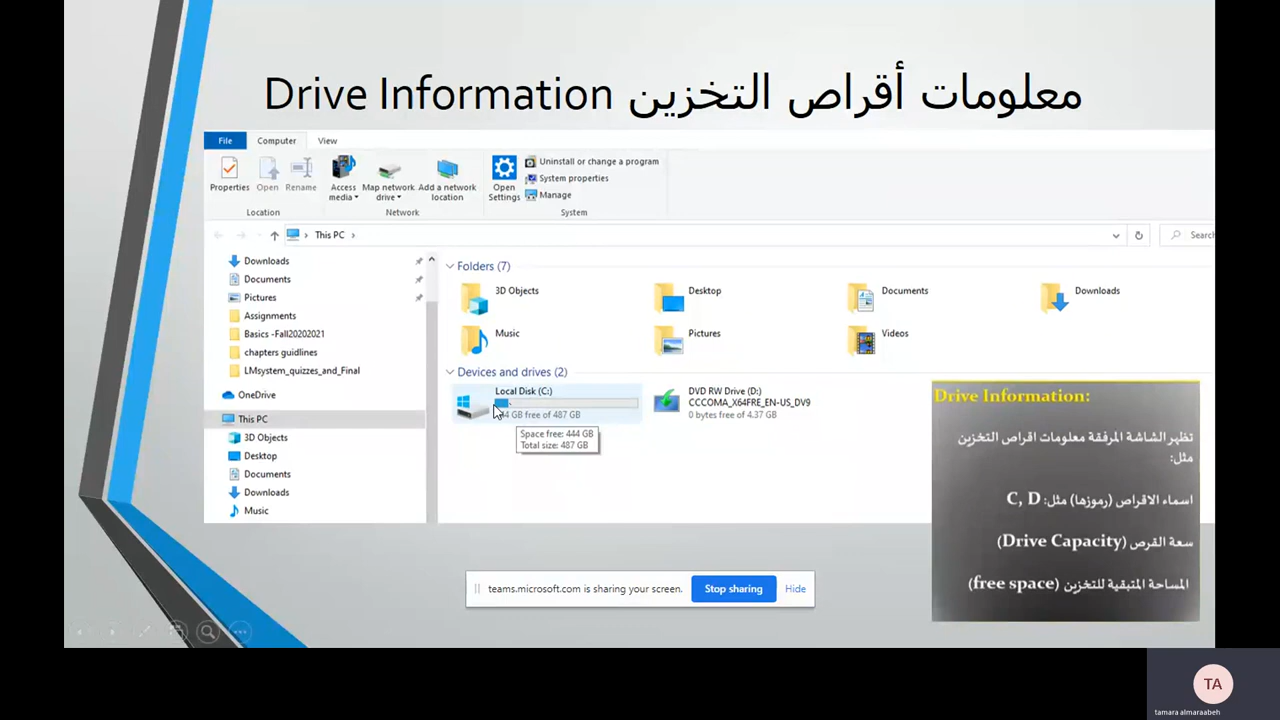 معلومات أقراص التخزين Drive Information
File Computer View
Properties Open Rename Access media Map network drive Add a network location Open Settings Uninstall or change a program
System properties
Manage
Location Network System
This PC
Search
Downloads
Documents
Pictures
Assignments
Basics -Fall20202021
chapters guidlines
LMsystem_quizzes_and_Final
OneDrive
This PC
3D Objects
Desktop
Documents
Downloads
Music
Folders (7)
3D Objects Desktop Documents Downloads
Music Pictures Videos
Devices and drives (2)
Local Disk (C:)
GB free of 487 GB
Space free: 444 GB
Total size: 487 GB
DVD RW Drive (D:)
CCCOMA_X64FRE_EN-US_DV9
0 bytes free of 4.37 GB
Drive Information:
تظهر الشاشة المرفقة معلومات اقراص التخزين
مثل:
اسماء الاقراص (رموزها) مثل: C, D
سعة القرص (Drive Capacity)
المساحة المتبقية للتخزين (free space)
teams.microsoft.com is sharing your screen. Stop sharing Hide
TA
tamara almaraabeh